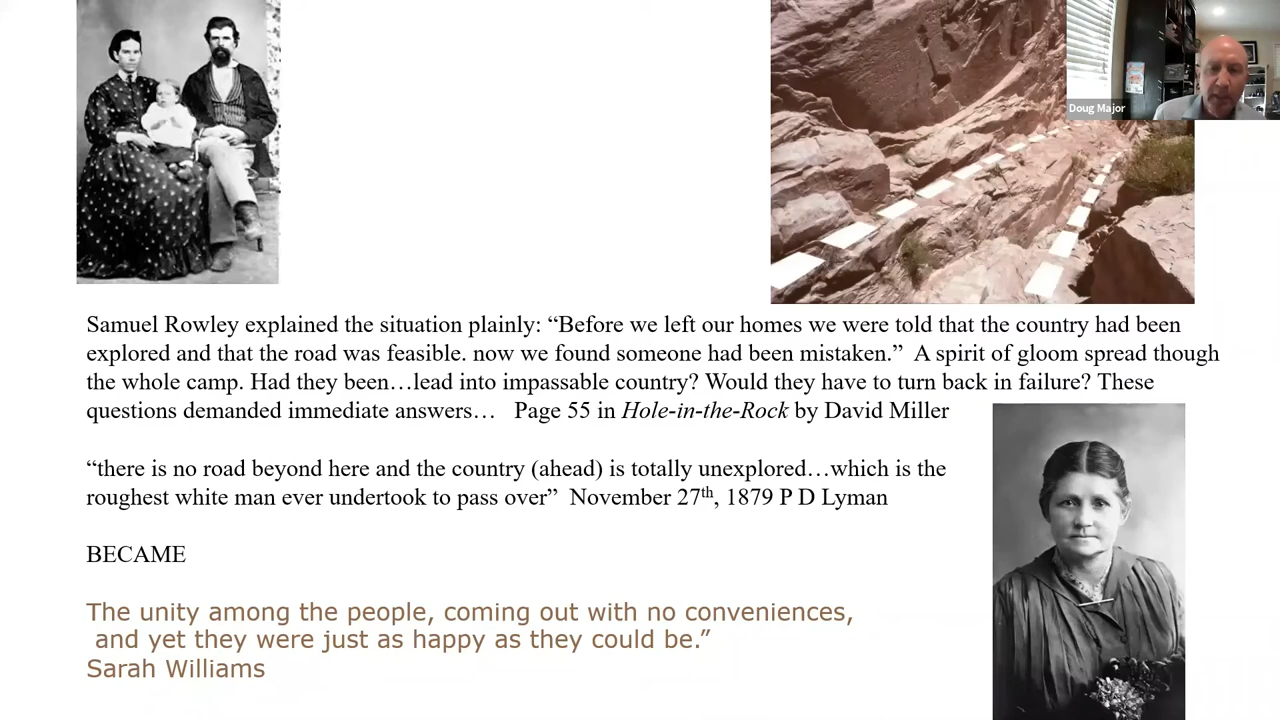 Doug Major
Samuel Rowley explained the situation plainly: “Before we left our homes we were told that the country had been
explored and that the road was feasible. now we found someone had been mistaken.”  A spirit of gloom spread though
the whole camp. Had they been…lead into impassable country? Would they have to turn back in failure? These
questions demanded immediate answers…   Page 55 in Hole-in-the-Rock by David Miller
“there is no road beyond here and the country (ahead) is totally unexplored…which is the
roughest white man ever undertook to pass over”  November 27th, 1879 P D Lyman
BECAME
The unity among the people, coming out with no conveniences,
and yet they were just as happy as they could be.”
Sarah Williams